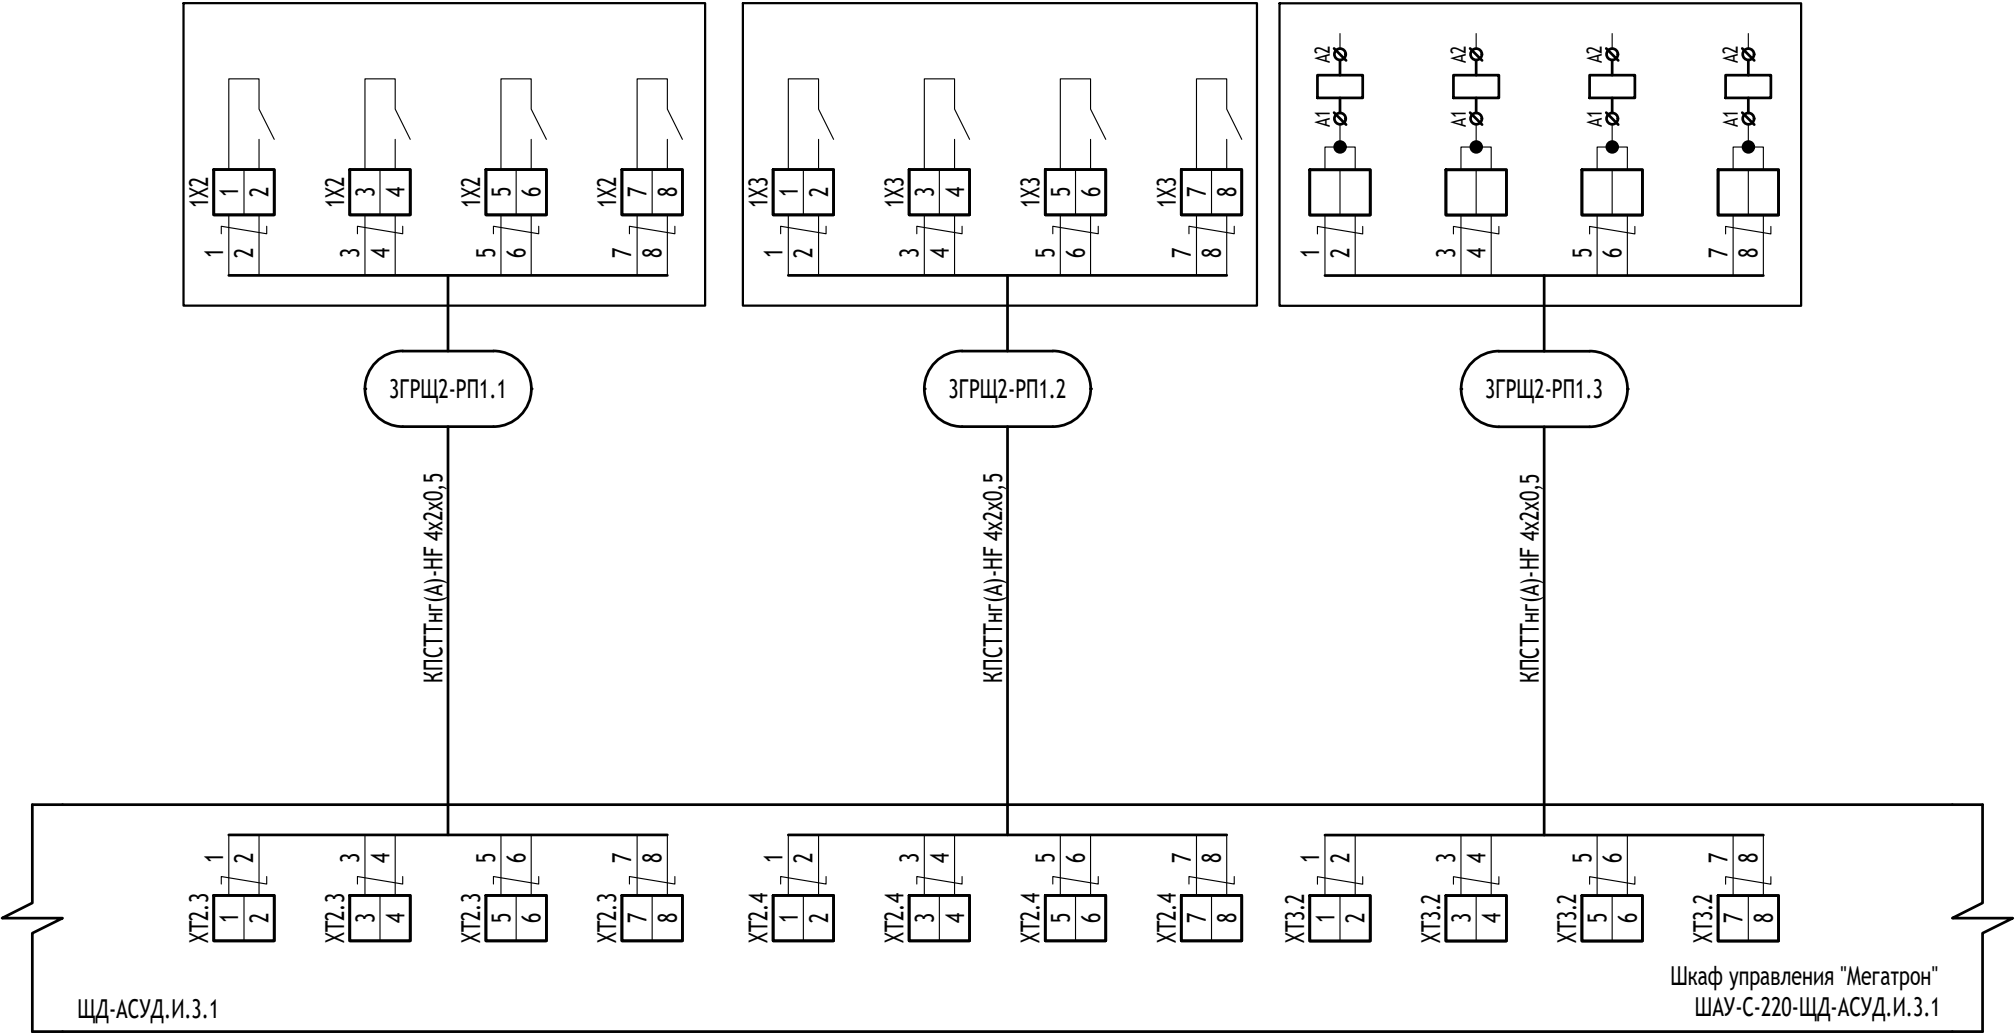 A2 A2 A2 A2
A1 A1 A1 A1
1X2 1 2 1X2 3 4 1X2 5 6 1X2 7 8 1X3 1 2 1X3 3 4 1X3 5 6 1X3 7 8
1 2 3 4 5 6 7 8 1 2 3 4 5 6 7 8 1 2 3 4 5 6 7 8
3ГРЩ2-РП1.1 3ГРЩ2-РП1.2 3ГРЩ2-РП1.3
КПСТТнг(А)-HF 4х2х0,5
КПСТТнг(А)-HF 4х2х0,5
КПСТТнг(А)-HF 4х2х0,5
1 2 3 4 5 6 7 8 1 2 3 4 5 6 7 8 1 2 3 4 5 6 7 8
XT2.3 1 2 XT2.3 3 4 XT2.3 5 6 XT2.3 7 8 XT2.4 1 2 XT2.4 3 4 XT2.4 5 6 XT2.4 7 8 XT3.2 1 2 XT3.2 3 4 XT3.2 5 6 XT3.2 7 8
Шкаф управления "Мегатрон"
ЩД-АСУД.И.3.1 ШАУ-С-220-ЩД-АСУД.И.3.1